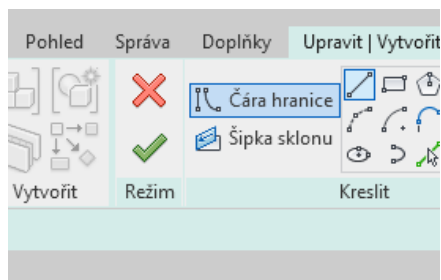 Pohled Správa Doplňky Upravit | Vytvořit
Čára hranice
Šipka sklonu
Vytvořit Režim Kreslit